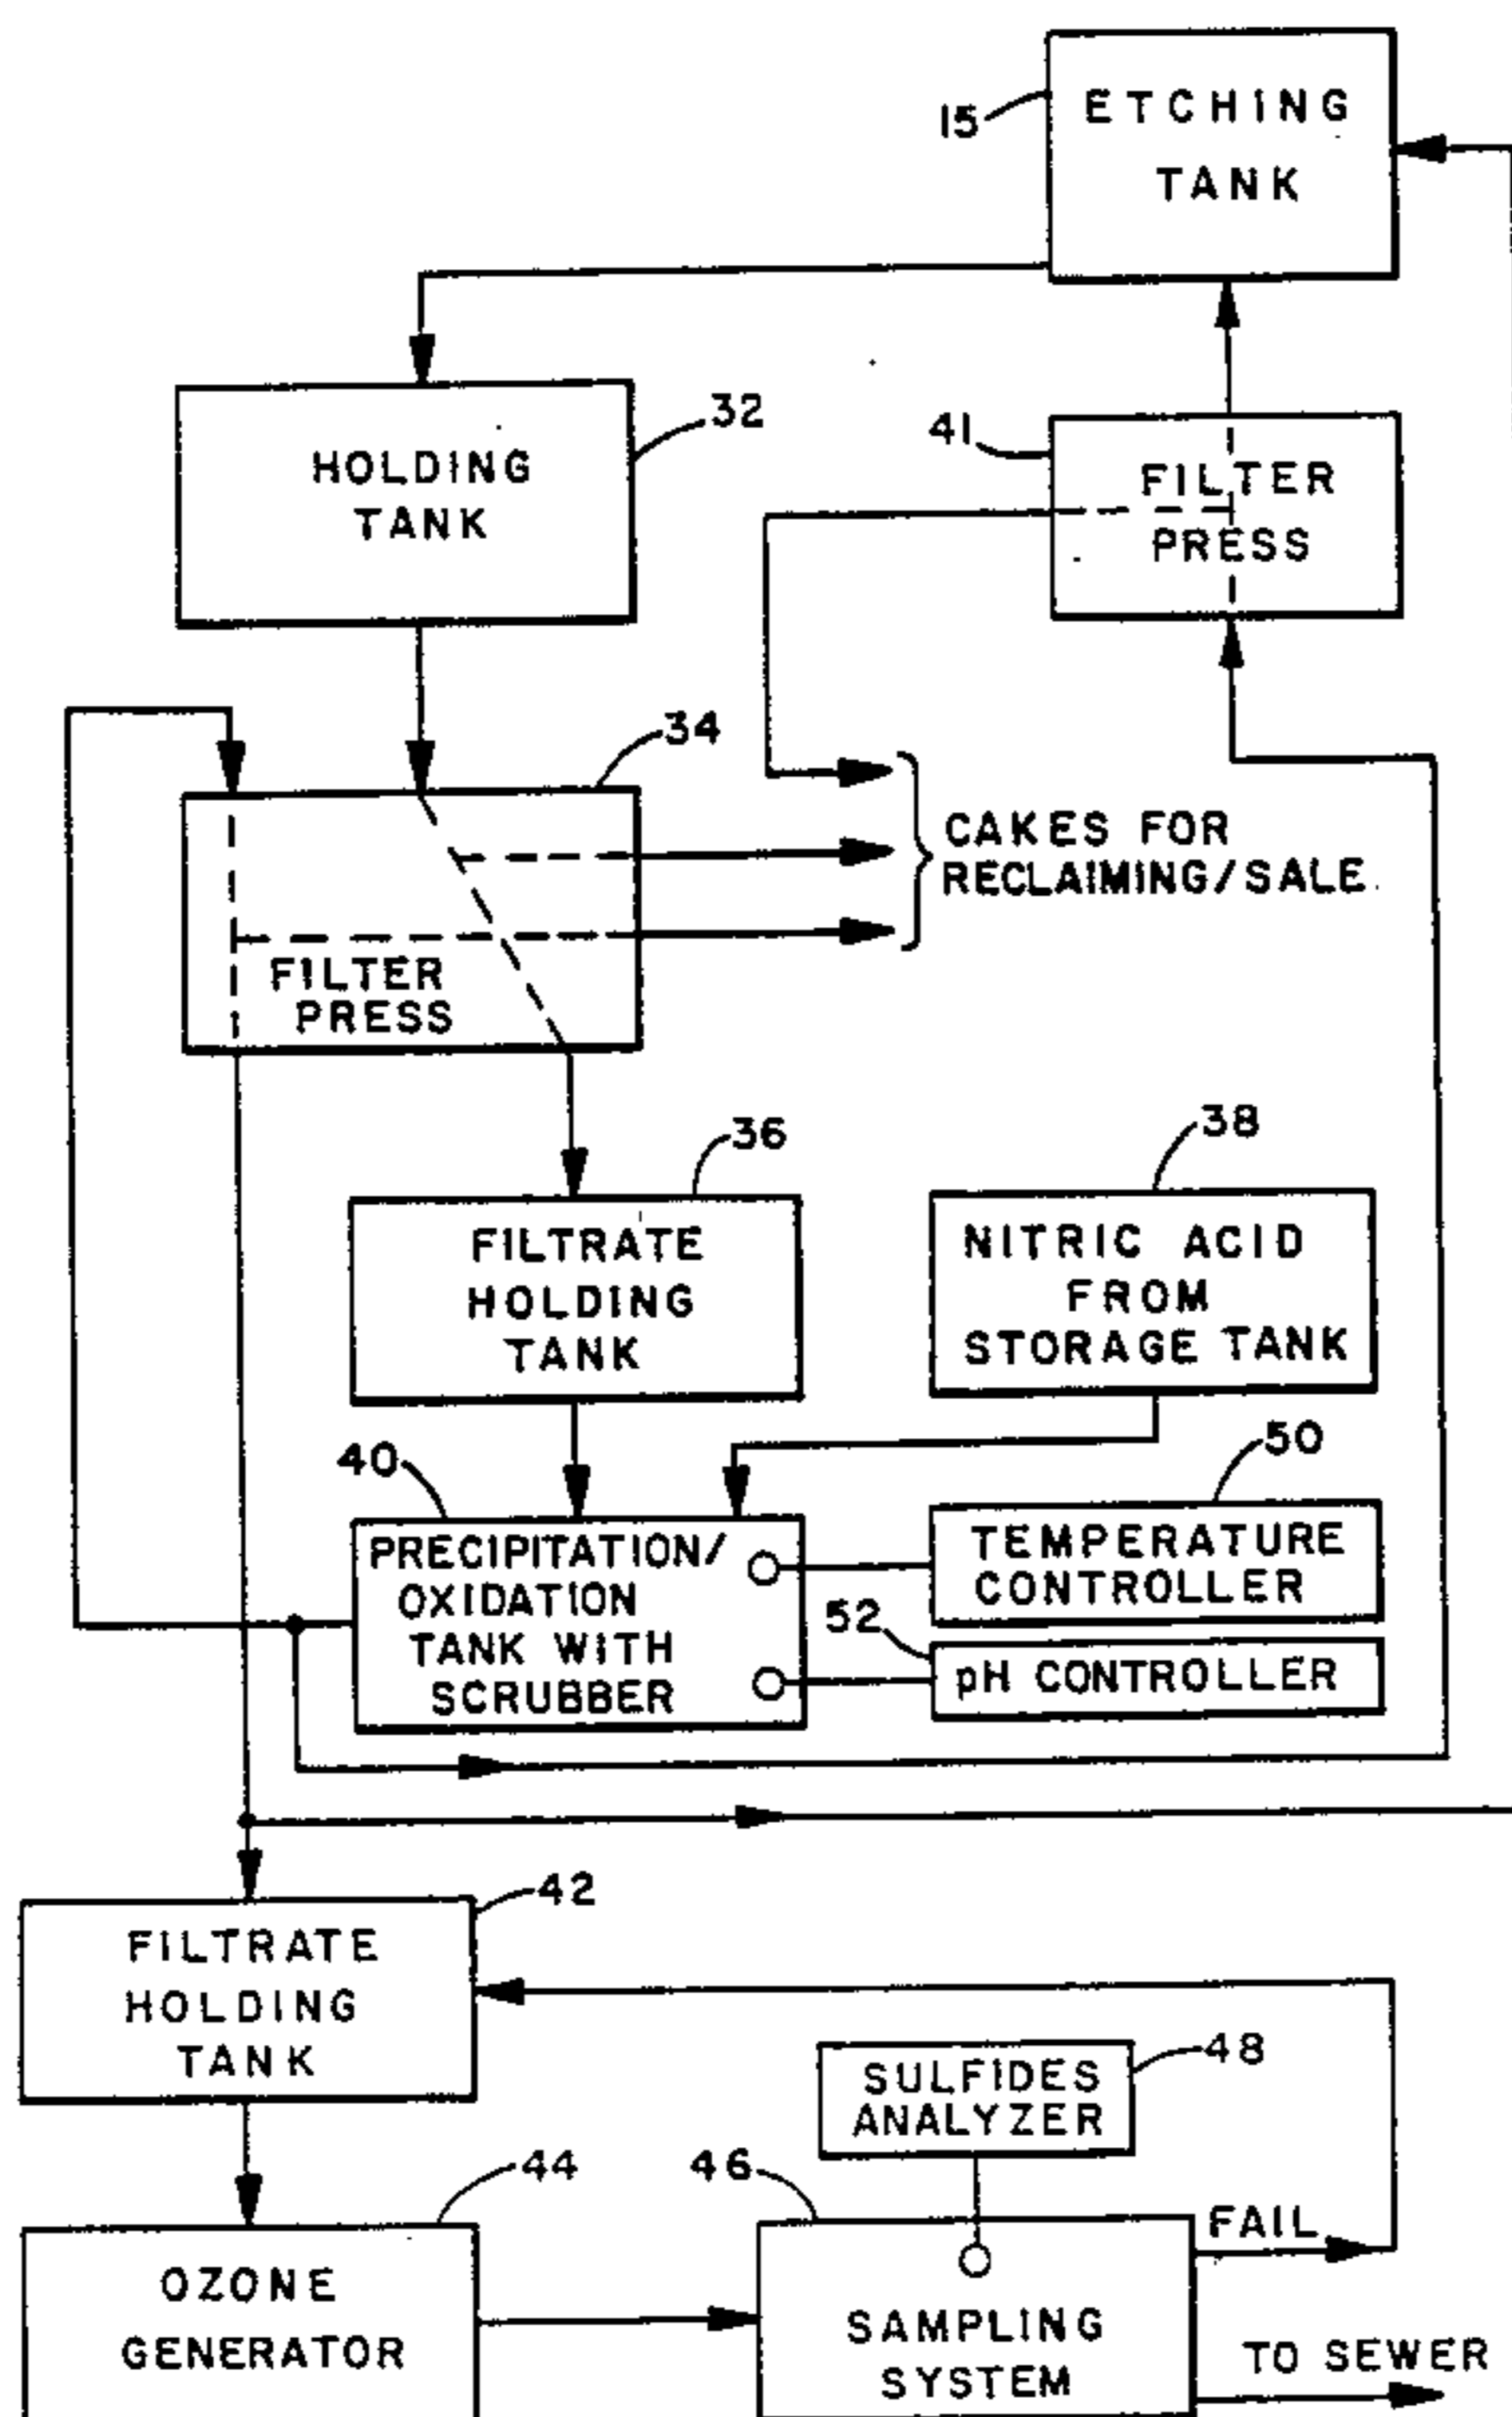 15
ETCHING
TANK
32
HOLDING
TANK
41
FILTER
PRESS
34
CAKES FOR
RECLAIMING/SALE
FILTER
PRESS
36
FILTRATE
HOLDING
TANK
38
NITRIC ACID
FROM
STORAGE TANK
40
PRECIPITATION/
OXIDATION
TANK WITH
SCRUBBER
50
TEMPERATURE
CONTROLLER
52
pH CONTROLLER
42
FILTRATE
HOLDING
TANK
48
SULFIDES
ANALYZER
44
OZONE
GENERATOR
46
SAMPLING
SYSTEM
FAIL
TO SEWER